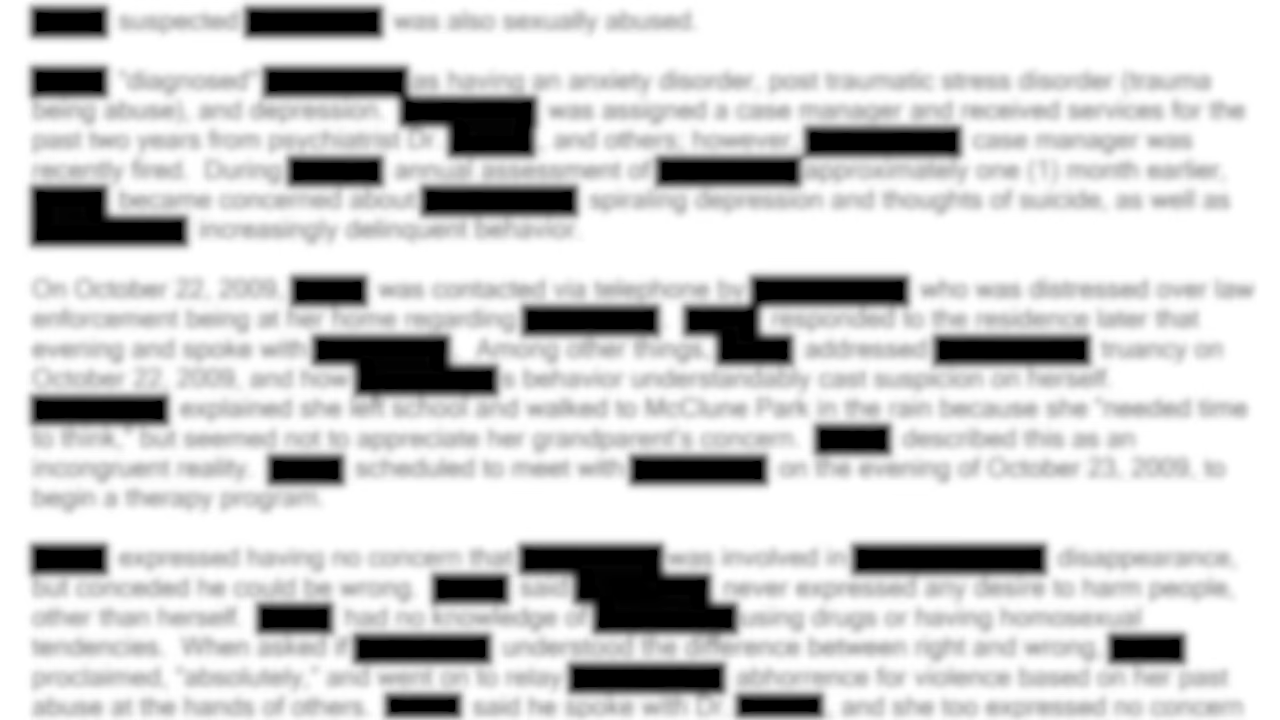 suspected was also sexually abused.
"diagnosed" as having an anxiety disorder, post traumatic stress disorder (trauma
being abuse), and depression. was assigned a case manager and received services for the
past two years from psychiatrist Dr. , and others; however, case manager was
recently fired. During annual assessment of approximately one (1) month earlier,
became concerned about spiraling depression and thoughts of suicide, as well as
increasingly delinquent behavior.
On October 22, 2009, was contacted via telephone by who was distressed over law
enforcement being at her home regarding . responded to the residence later that
evening and spoke with . Among other things, addressed truancy on
October 22, 2009, and how s behavior understandably cast suspicion on herself.
explained she left school and walked to McClune Park in the rain because she "needed time
to think," but seemed not to appreciate her grandparent's concern. described this as an
incongruent reality. scheduled to meet with on the evening of October 23, 2009, to
begin a therapy program.
expressed having no concern that was involved in disappearance,
but conceded he could be wrong. said never expressed any desire to harm people,
other than herself. had no knowledge of using drugs or having homosexual
tendencies. When asked if understood the difference between right and wrong,
proclaimed, "absolutely," and went on to relay abhorrence for violence based on her past
abuse at the hands of others. said he spoke with Dr. , and she too expressed no concern